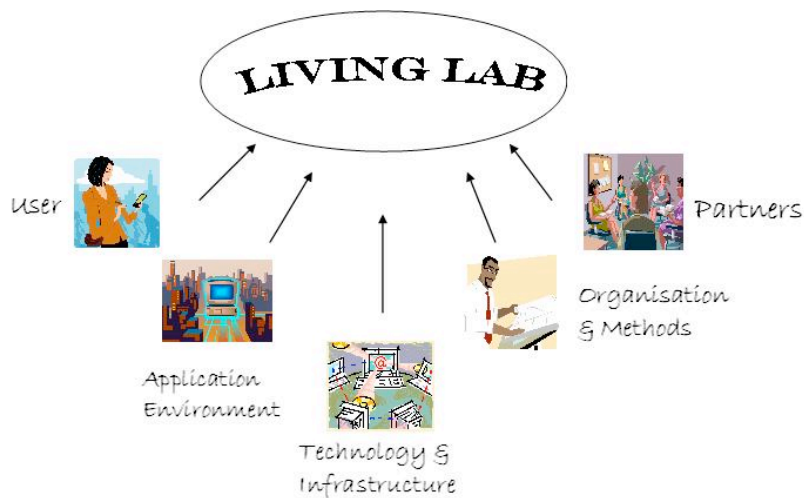 LIVING LAB
User
Partners
Organisation
& Methods
Application
Environment
Technology &
Infrastructure